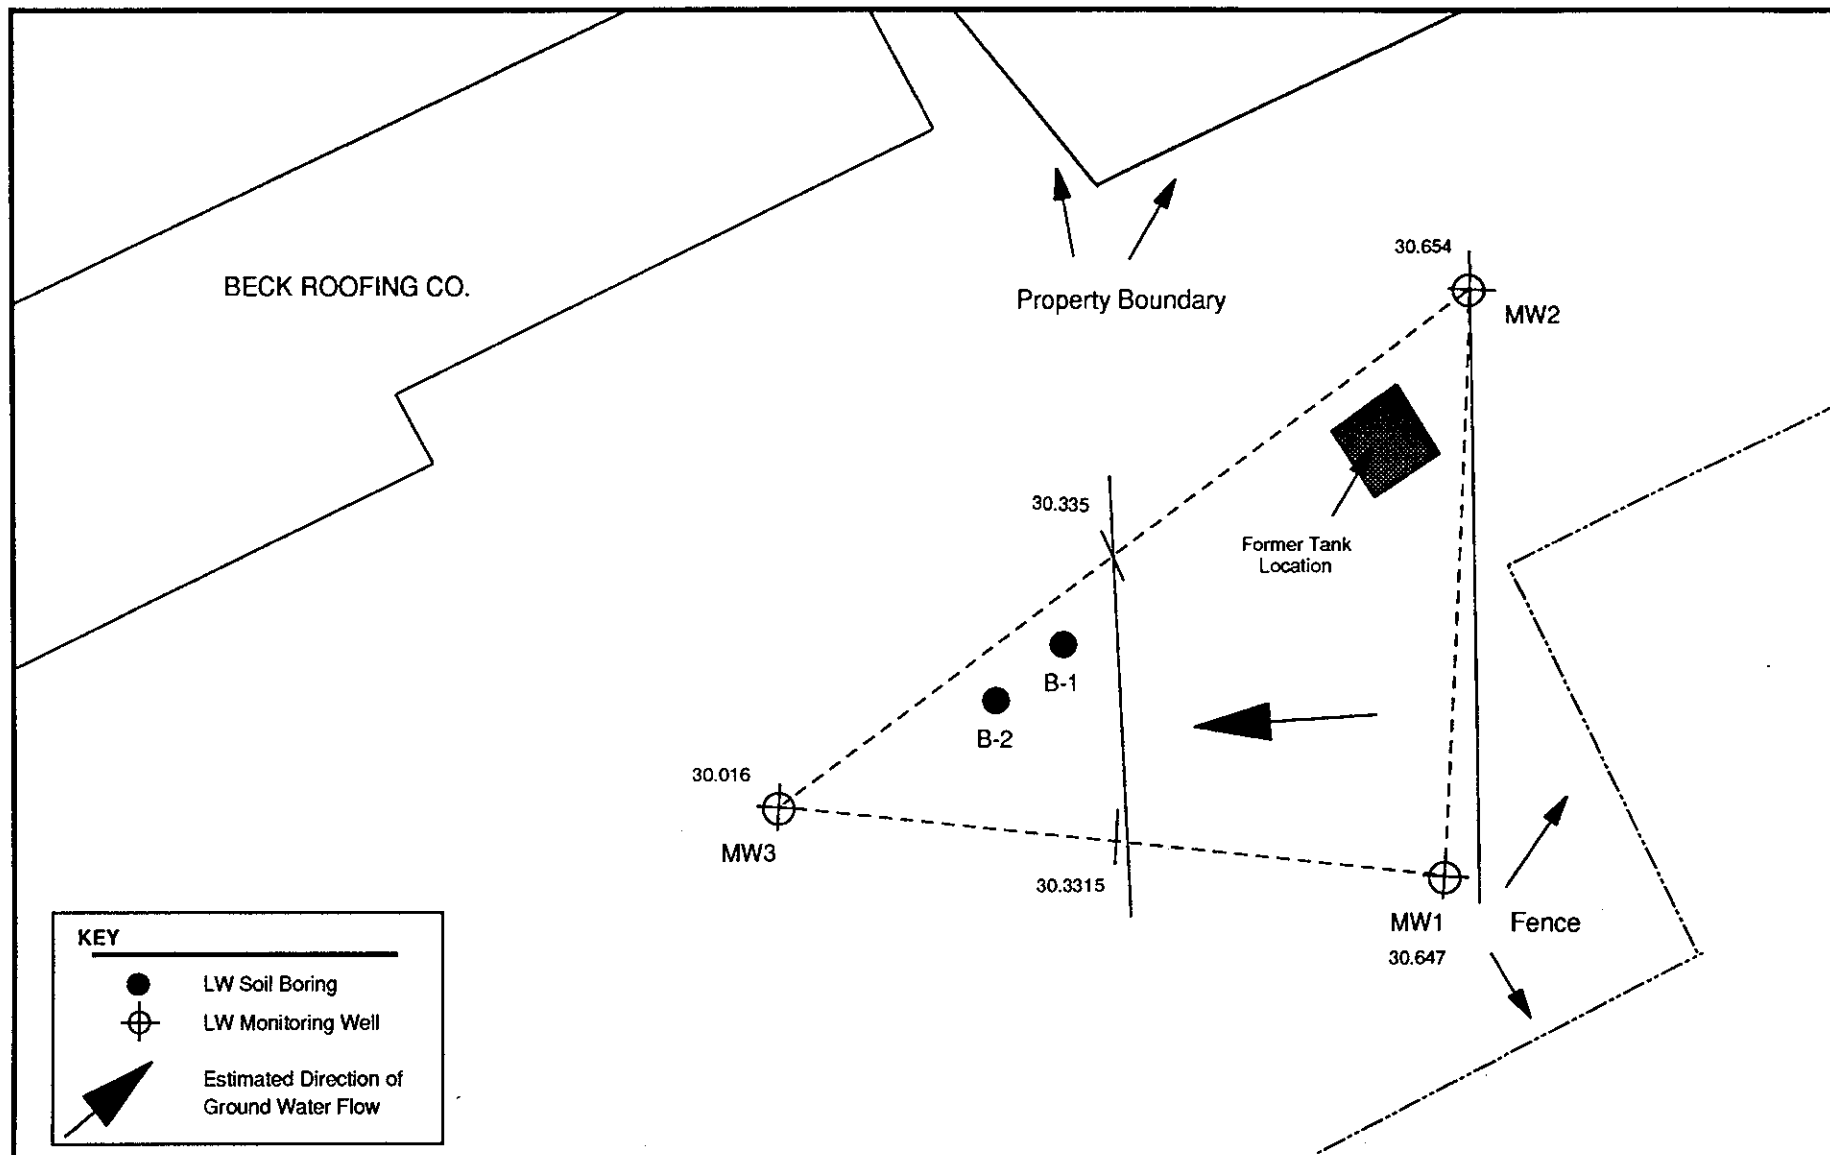 30.654
BECK ROOFING CO.
Property Boundary
MW2
30.335
Former Tank
Location
B-1
B-2
30.016
MW3
30.3315
MW1
Fence
30.647
KEY
LW Soil Boring
LW Monitoring Well
Estimated Direction of
Ground Water Flow